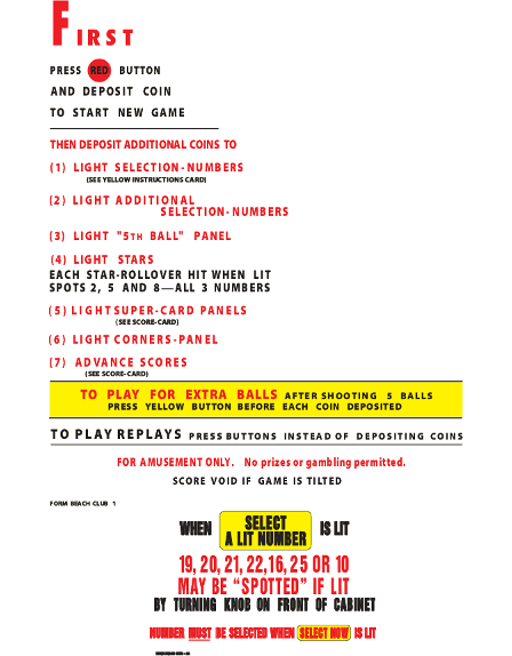 FIRST
PRESS RED BUTTON
AND DEPOSIT COIN
TO START NEW GAME
THEN DEPOSIT ADDITIONAL COINS TO
(1) LIGHT SELECTION-NUMBERS
(SEE YELLOW INSTRUCTIONS CARD)
(2) LIGHT ADDITIONAL
SELECTION-NUMBERS
(3) LIGHT "5TH BALL" PANEL
(4) LIGHT STARS
EACH STAR-ROLLOVER HIT WHEN LIT
SPOTS 2, 5 AND 8—ALL 3 NUMBERS
(5) LIGHT SUPER-CARD PANELS
(SEE SCORE-CARD)
(6) LIGHT CORNERS-PANEL
(7) ADVANCE SCORES
(SEE SCORE-CARD)
TO PLAY FOR EXTRA BALLS AFTER SHOOTING 5 BALLS
PRESS YELLOW BUTTON BEFORE EACH COIN DEPOSITED
TO PLAY REPLAYS PRESS BUTTONS INSTEAD OF DEPOSITING COINS
FOR AMUSEMENT ONLY. No prizes or gambling permitted.
SCORE VOID IF GAME IS TILTED
FORM BEACH CLUB 1
WHEN SELECT A LIT NUMBER IS LIT
19, 20, 21, 22, 16, 25 OR 10
MAY BE "SPOTTED" IF LIT
BY TURNING KNOB ON FRONT OF CABINET
NUMBER MUST BE SELECTED WHEN SELECT NOW IS LIT